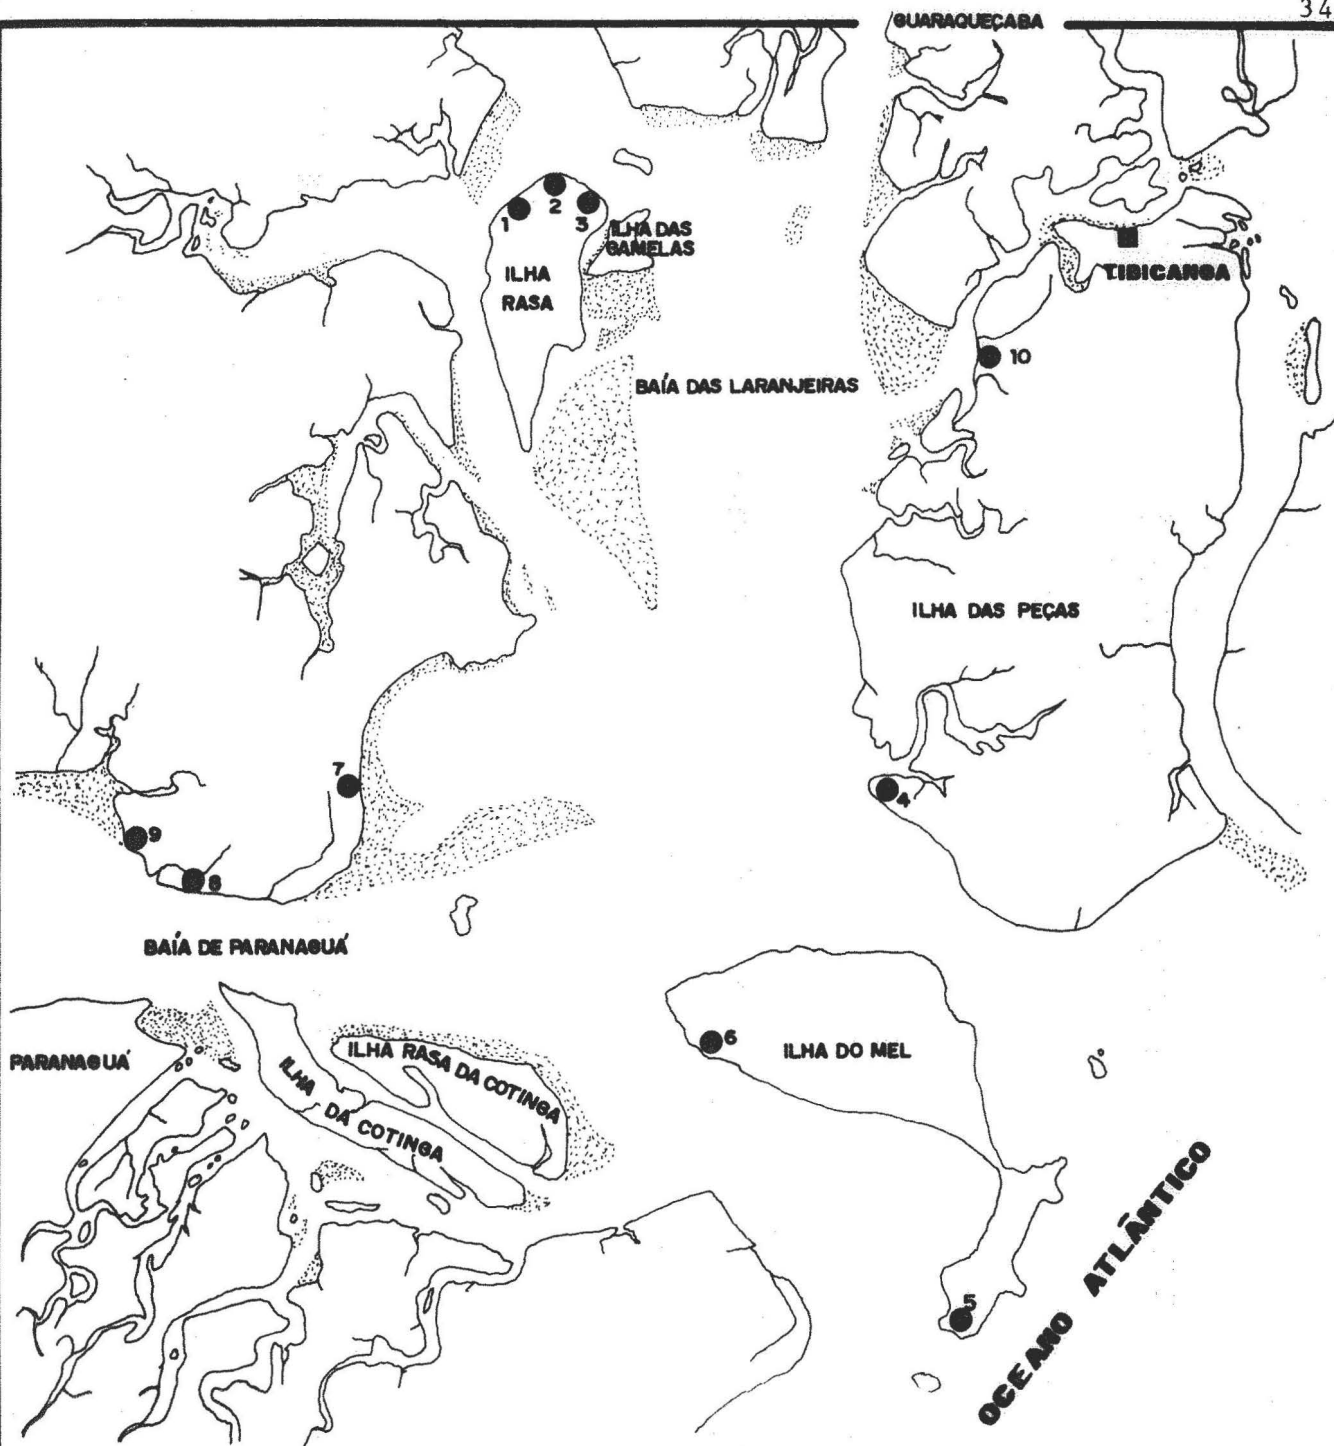 34
GUARAQUEÇABA
1
2
3
ILHA DAS
GAMELAS
ILHA
RASA
TIBICANGA
10
BAÍA DAS LARANJEIRAS
ILHA DAS PEÇAS
7
4
9
8
BAÍA DE PARANAGUÁ
PARANAGUÁ
ILHA RASA DA COTINGA
ILHA DA COTINGA
6
ILHA DO MEL
5
OCEANO ATLÂNTICO